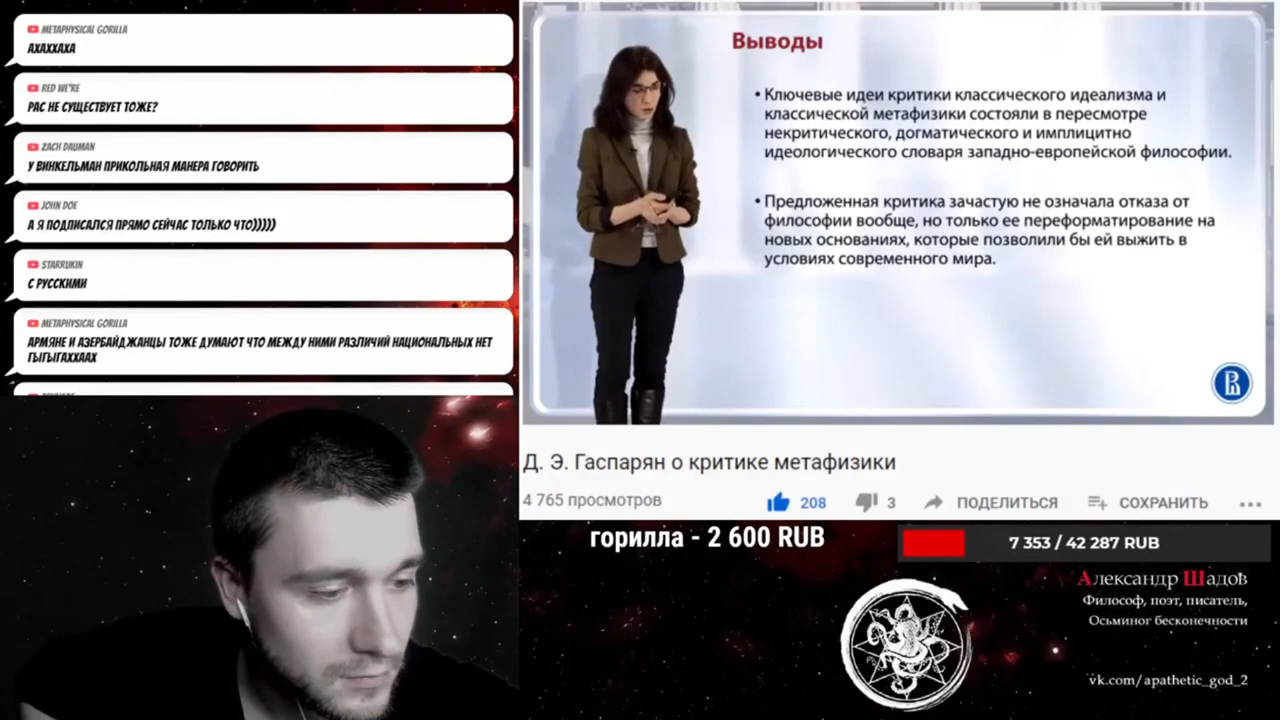 METAPHYSICAL GORILLA
АХАХХАХА
RED WE'RE
РАС НЕ СУЩЕСТВУЕТ ТОЖЕ?
ZACH DAUMAN
У ВИНКЕЛЬМАН ПРИКОЛЬНАЯ МАНЕРА ГОВОРИТЬ
JOHN DOE
А Я ПОДПИСАЛСЯ ПРЯМО СЕЙЧАС ТОЛЬКО ЧТО)))))
STARRUKIN
С РУССКИМИ
METAPHYSICAL GORILLA
АРМЯНЕ И АЗЕРБАЙДЖАНЦЫ ТОЖЕ ДУМАЮТ ЧТО МЕЖДУ НИМИ РАЗЛИЧИЙ НАЦИОНАЛЬНЫХ НЕТ
ГЫГЫГАХХААХ
Выводы
• Ключевые идеи критики классического идеализма и
классической метафизики состояли в пересмотре
некритического, догматического и имплицитно
идеологического словаря западно-европейской философии.
• Предложенная критика зачастую не означала отказа от
философии вообще, но только ее переформатирование на
новых основаниях, которые позволили бы ей выжить в
условиях современного мира.
Д. Э. Гаспарян о критике метафизики
4 765 просмотров
208
3
ПОДЕЛИТЬСЯ
СОХРАНИТЬ
горилла - 2 600 RUB
7 353 / 42 287 RUB
Александр Шадов
Философ, поэт, писатель,
Осьминог бесконечности
vk.com/apathetic_god_2